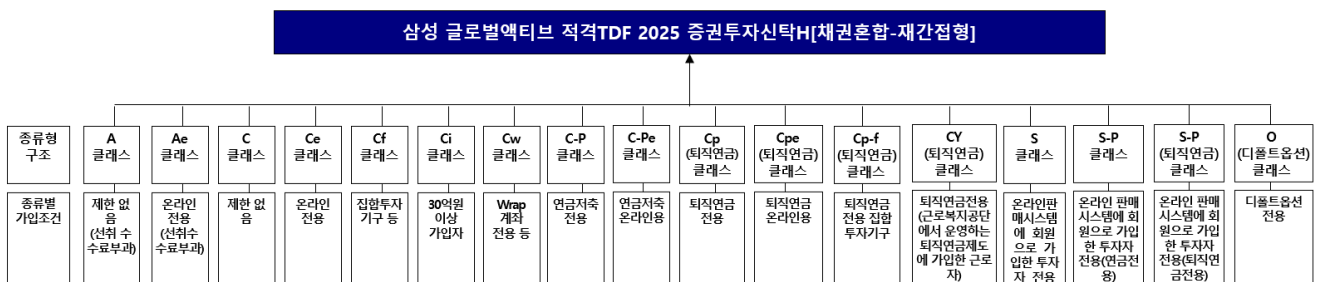 삼성 글로벌액티브 적격TDF 2025 증권투자신탁H[채권혼합-재간접형]
종류형
구조
A
클래스
Ae
클래스
C
클래스
Ce
클래스
Cf
클래스
Ci
클래스
Cw
클래스
C-P
클래스
C-Pe
클래스
Cp
(퇴직연금)
클래스
Cpe
(퇴직연금)
클래스
Cp-f
(퇴직연금)
클래스
CY
(퇴직연금)
클래스
S
클래스
S-P
클래스
S-P
(퇴직연금)
클래스
O
(디폴트옵션)
클래스
종류별
가입조건
제한 없
음
(선취 수
수료부과)
온라인
전용
(선취수
수료부과)
제한 없
음
온라인
전용
집합투자
기구 등
30억원
이상
가입자
Wrap
계좌
전용 등
연금저축
전용
연금저축
온라인용
퇴직연금
전용
퇴직연금
온라인용
퇴직연금
전용 집합
투자기구
퇴직연금전용
(근로복지공단
에서 운영하는
퇴직연금제도
에 가입한 근로
자)
온라인판
매시스템
에 회원
으로 가
입한 투자
자 전용
온라인 판매
시스템에 회
원으로 가입
한 투자자
전용(연금전
용)
온라인 판매
시스템에 회
원으로 가입
한 투자자
전용(퇴직연
금전용)
디폴트옵션
전용